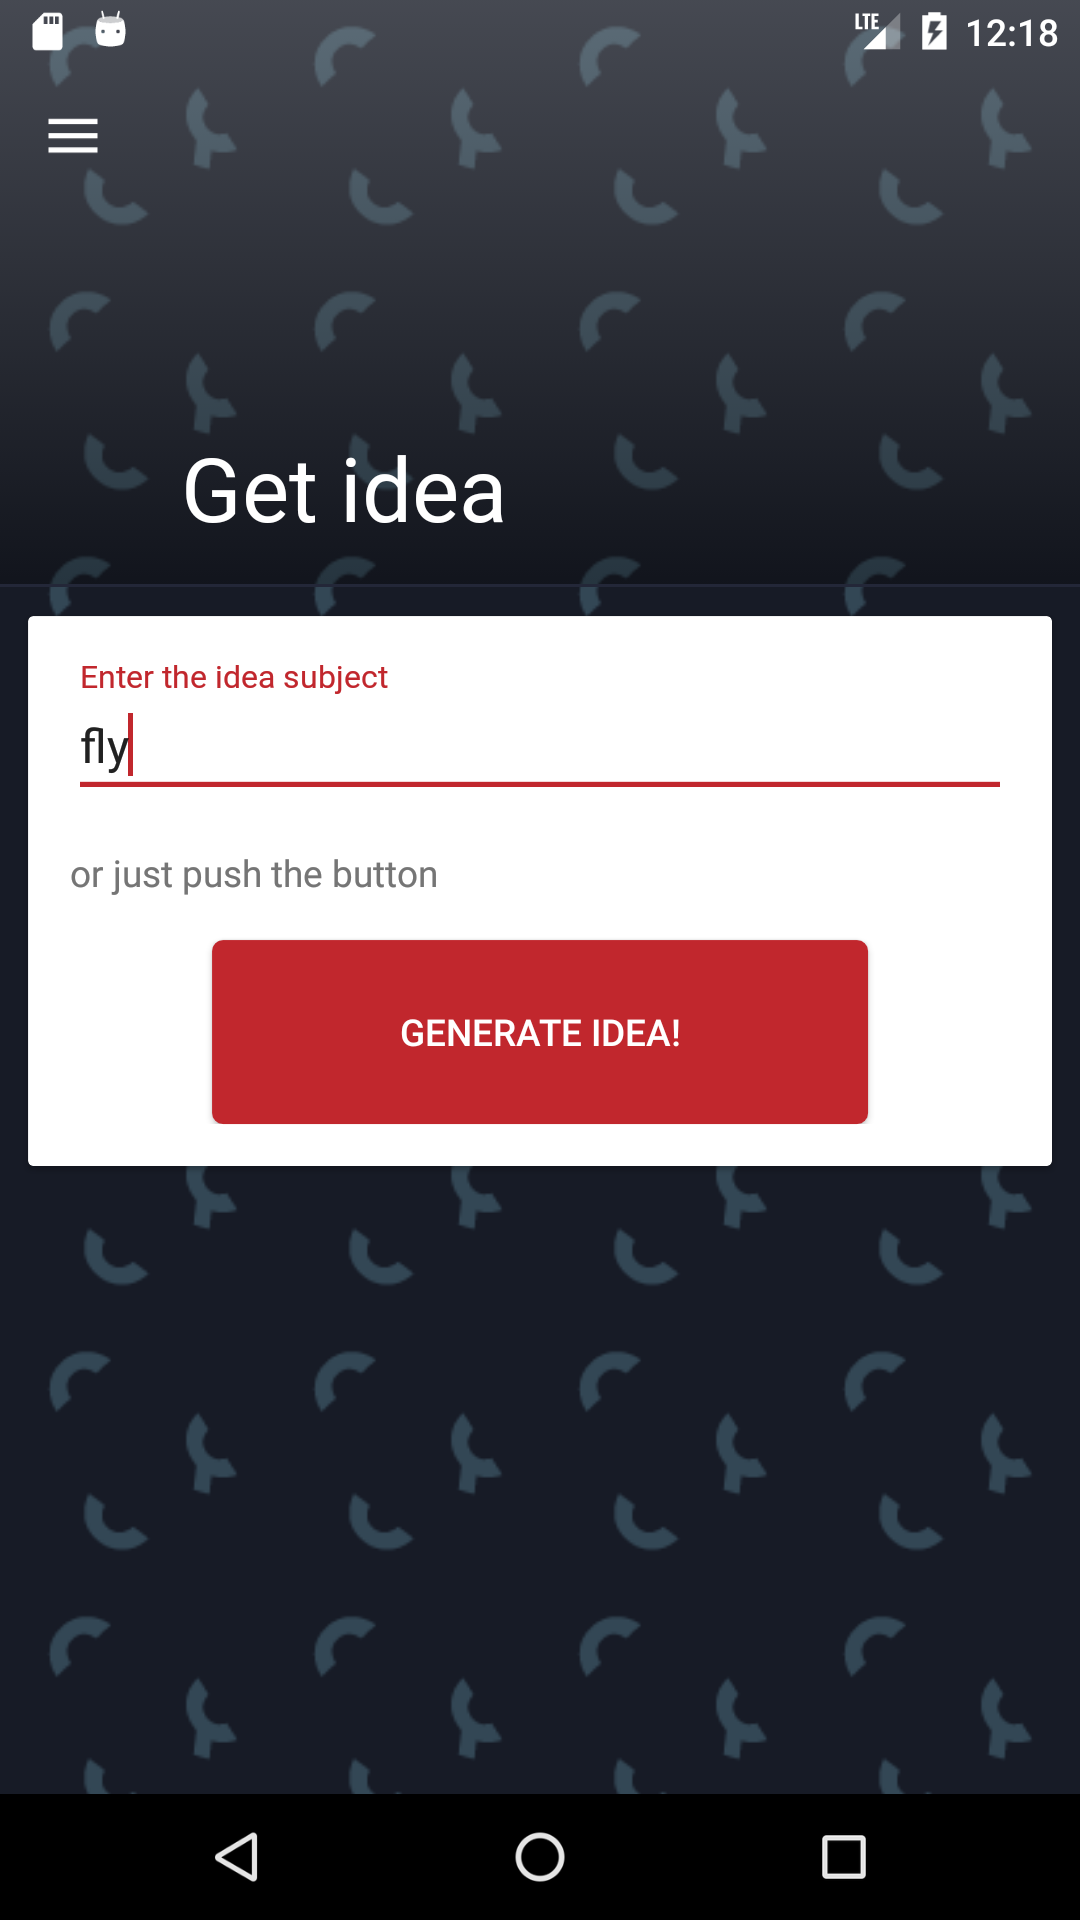 LTE 12:18
Get idea
Enter the idea subject
fly
or just push the button
GENERATE IDEA!